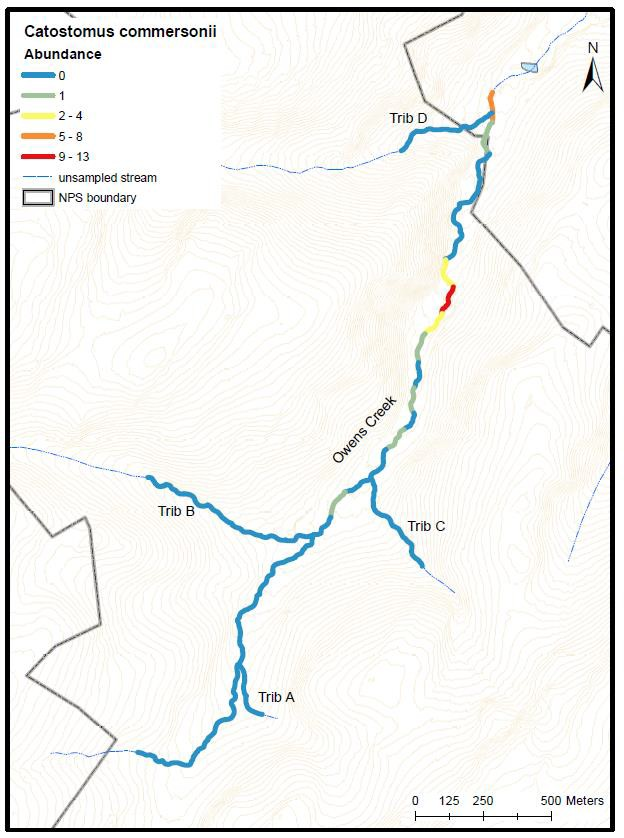 Catostomus commersonii
Abundance
0
1
2 - 4
5 - 8
9 - 13
unsampled stream
NPS boundary
N
Trib D
Owens Creek
Trib B
Trib C
Trib A
0 125 250 500 Meters